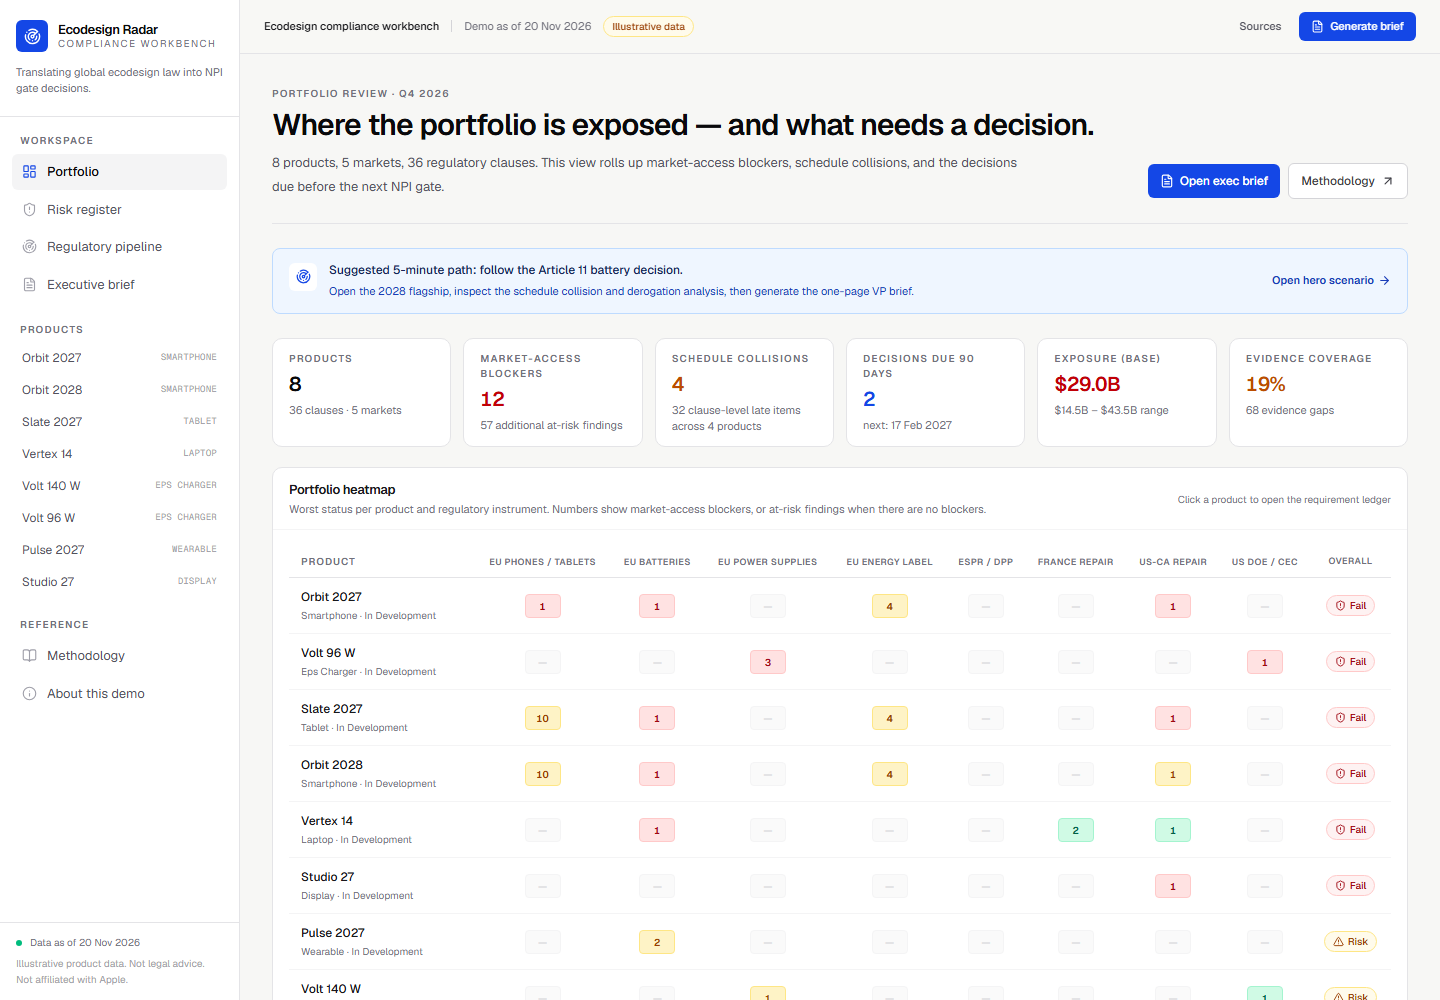 Ecodesign Radar
COMPLIANCE WORKBENCH
Translating global ecodesign law into NPI
gate decisions.
WORKSPACE
Portfolio
Risk register
Regulatory pipeline
Executive brief
PRODUCTS
Orbit 2027 SMARTPHONE
Orbit 2028 SMARTPHONE
Slate 2027 TABLET
Vertex 14 LAPTOP
Volt 140 W EPS CHARGER
Volt 96 W EPS CHARGER
Pulse 2027 WEARABLE
Studio 27 DISPLAY
REFERENCE
Methodology
About this demo
Data as of 20 Nov 2026
Illustrative product data. Not legal advice.
Not affiliated with Apple.
Ecodesign compliance workbench Demo as of 20 Nov 2026 Illustrative data Sources Generate brief
PORTFOLIO REVIEW · Q4 2026
Where the portfolio is exposed — and what needs a decision.
8 products, 5 markets, 36 regulatory clauses. This view rolls up market-access blockers, schedule collisions, and the decisions
due before the next NPI gate.
Open exec brief Methodology
Suggested 5-minute path: follow the Article 11 battery decision.
Open the 2028 flagship, inspect the schedule collision and derogation analysis, then generate the one-page VP brief.
Open hero scenario
PRODUCTS
8
36 clauses · 5 markets
MARKET-ACCESS
BLOCKERS
12
57 additional at-risk findings
SCHEDULE COLLISIONS
4
32 clause-level late items
across 4 products
DECISIONS DUE 90
DAYS
2
next: 17 Feb 2027
EXPOSURE (BASE)
$29.0B
$14.5B – $43.5B range
EVIDENCE COVERAGE
19%
68 evidence gaps
Portfolio heatmap
Worst status per product and regulatory instrument. Numbers show market-access blockers, or at-risk findings when there are no blockers.
Click a product to open the requirement ledger
PRODUCT EU PHONES / TABLETS EU BATTERIES EU POWER SUPPLIES EU ENERGY LABEL ESPR / DPP FRANCE REPAIR US-CA REPAIR US DOE / CEC OVERALL
Orbit 2027
Smartphone · In Development
1 1 — 4 — — 1 — Fail
Volt 96 W
Eps Charger · In Development
— — 3 — — — — 1 Fail
Slate 2027
Tablet · In Development
10 1 — 4 — — 1 — Fail
Orbit 2028
Smartphone · In Development
10 1 — 4 — — 1 — Fail
Vertex 14
Laptop · In Development
— 1 — — — 2 1 — Fail
Studio 27
Display · In Development
— — — — — — 1 — Fail
Pulse 2027
Wearable · In Development
— 2 — — — — — — Risk
Volt 140 W
— — 1 — — — — 1 Risk